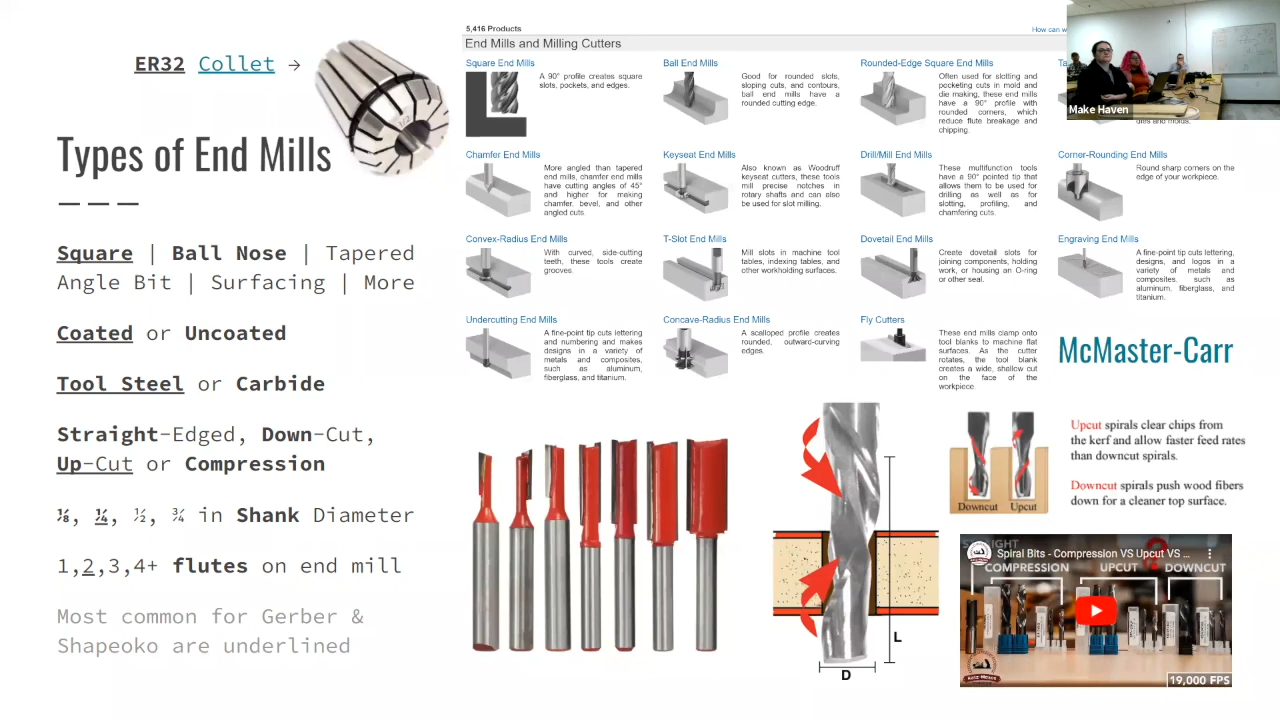 ER32 Collet →
Types of End Mills
Square | Ball Nose | Tapered
Angle Bit | Surfacing | More
Coated or Uncoated
Tool Steel or Carbide
Straight-Edged, Down-Cut,
Up-Cut or Compression
⅛, ¼, ½, ¾ in Shank Diameter
1,2,3,4+ flutes on end mill
Most common for Gerber &
Shapeoko are underlined
5,416 Products
How can w
End Mills and Milling Cutters
Square End Mills
A 90° profile creates square
slots, pockets, and edges.
Ball End Mills
Good for rounded slots,
sloping cuts, and contours,
ball end mills have a
rounded cutting edge.
Rounded-Edge Square End Mills
Often used for slotting and
pocketing cuts in mold and
die making, these end mills
have a 90° profile with
rounded corners, which
reduce flute breakage and
chipping.
Ta
dies and molds.
Make Haven
Chamfer End Mills
More angled than tapered
end mills, chamfer end mills
have cutting angles of 45°
and higher for making
chamfer, bevel, and other
angled cuts.
Keyseat End Mills
Also known as Woodruff
keyseat cutters, these tools
mill precise notches in
rotary shafts and can also
be used for slot milling.
Drill/Mill End Mills
These multifunction tools
have a 90° pointed tip that
allows them to be used for
drilling as well as for
slotting, profiling, and
chamfering cuts.
Corner-Rounding End Mills
Round sharp corners on the
edge of your workpiece.
Convex-Radius End Mills
With curved, side-cutting
teeth, these tools create
grooves.
T-Slot End Mills
Mill slots in machine tool
tables, indexing tables, and
other workholding surfaces.
Dovetail End Mills
Create dovetail slots for
joining components, holding
work, or housing an O-ring
or other seal.
Engraving End Mills
A fine-point tip cuts lettering,
designs, and logos in a
variety of metals and
composites, such as
aluminum, fiberglass, and
titanium.
Undercutting End Mills
A fine-point tip cuts lettering
and numbering and makes
designs in a variety of
metals and composites,
such as aluminum,
fiberglass, and titanium.
Concave-Radius End Mills
A scalloped profile creates
rounded, outward-curving
edges.
Fly Cutters
These end mills clamp onto
tool blanks to machine flat
surfaces. As the cutter
rotates, the tool blank
creates a wide, shallow cut
on the face of the
workpiece.
McMaster-Carr
L
D
Downcut Upcut
Upcut spirals clear chips from
the kerf and allow faster feed rates
than downcut spirals.
Downcut spirals push wood fibers
down for a cleaner top surface.
Spiral Bits - Compression VS Upcut VS ...
COMPRESSION UPCUT DOWNCUT
19,000 FPS